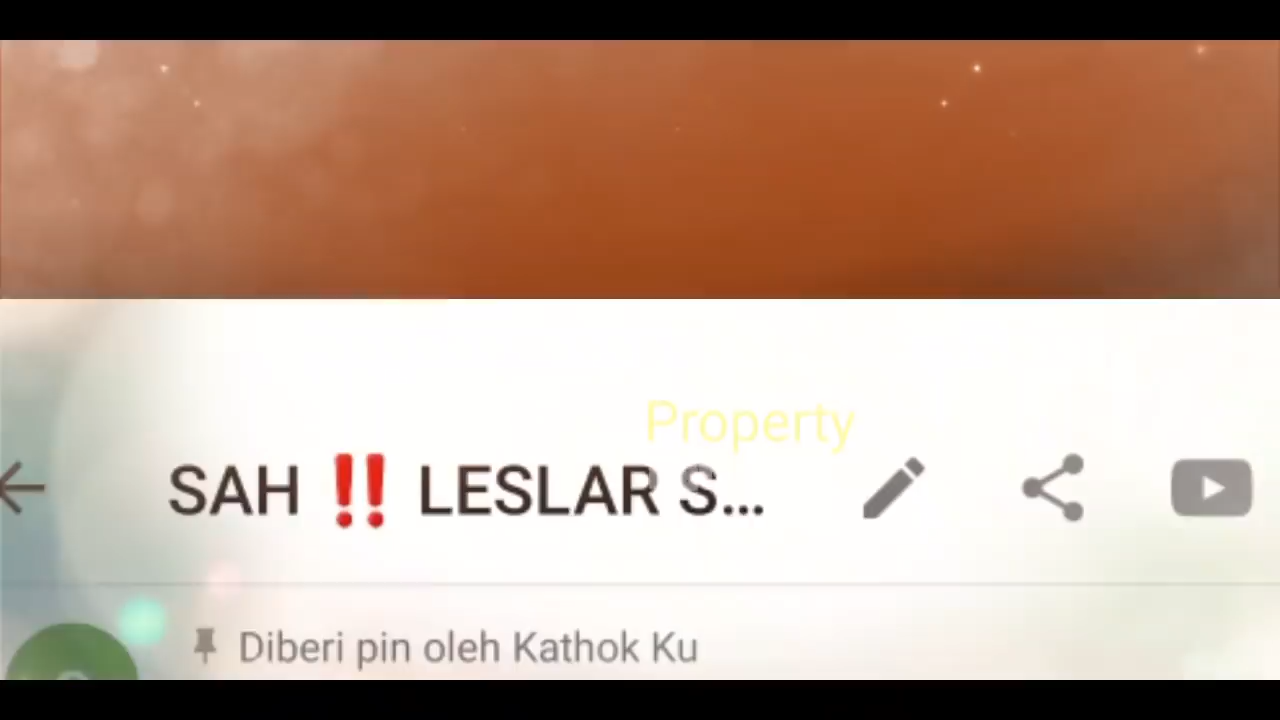 Property
SAH ‼️ LESLAR S...
Diberi pin oleh Kathok Ku